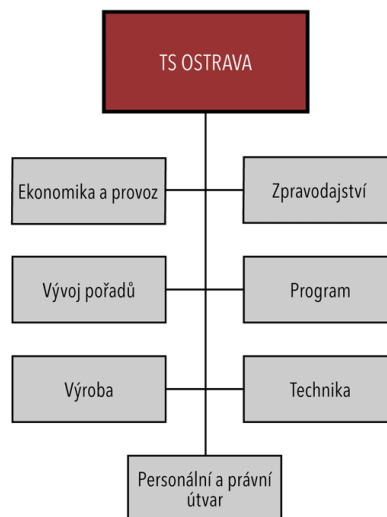 TS OSTRAVA
Ekonomika a provoz
Zpravodajství
Vývoj pořadů
Program
Výroba
Technika
Personální a právní
útvar